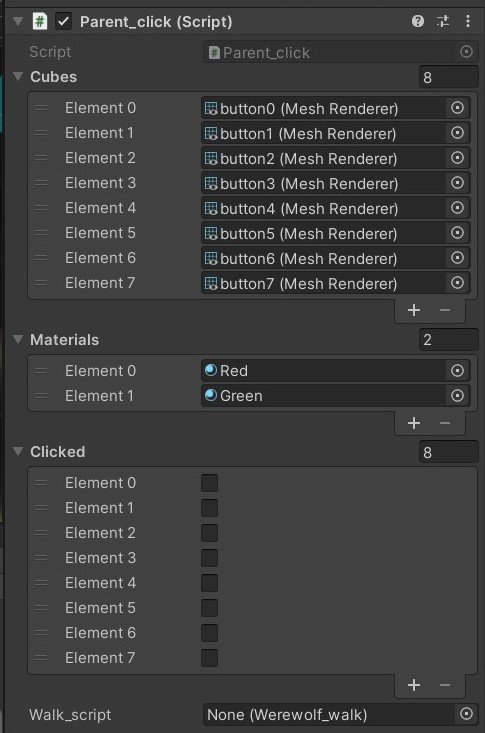 Parent_click (Script)
Script Parent_click
Cubes 8
Element 0 button0 (Mesh Renderer)
Element 1 button1 (Mesh Renderer)
Element 2 button2 (Mesh Renderer)
Element 3 button3 (Mesh Renderer)
Element 4 button4 (Mesh Renderer)
Element 5 button5 (Mesh Renderer)
Element 6 button6 (Mesh Renderer)
Element 7 button7 (Mesh Renderer)
+ −
Materials 2
Element 0 Red
Element 1 Green
+ −
Clicked 8
Element 0
Element 1
Element 2
Element 3
Element 4
Element 5
Element 6
Element 7
+ −
Walk_script None (Werewolf_walk)